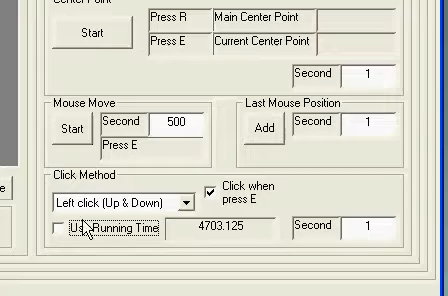 Center Point
Start
Press R Main Center Point
Press E Current Center Point
Second 1
Mouse Move
Start
Second 500
Press E
Last Mouse Position
Add
Second 1
Click Method
Left click (Up & Down)
Click when
press E
Running Time
4703.125
Second 1
e